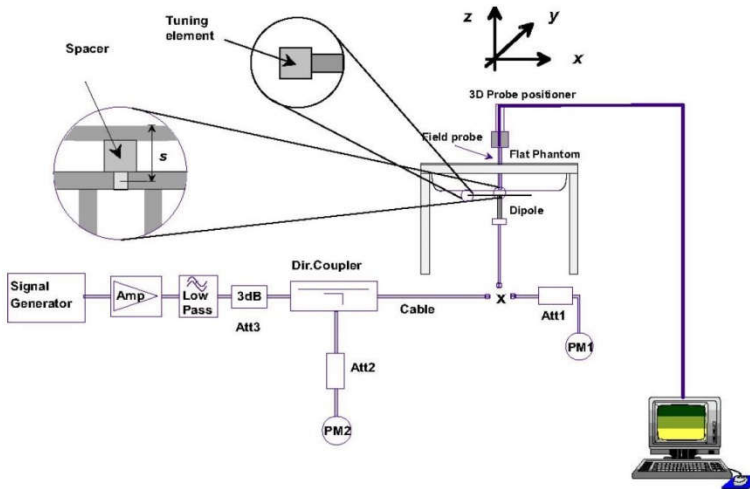 Tuning
element
Spacer
s
z
y
x
3D Probe positioner
Field probe
Flat Phantom
Dipole
Signal
Generator
Amp
Low
Pass
3dB
Att3
Dir.Coupler
Cable
x
Att1
PM1
Att2
PM2